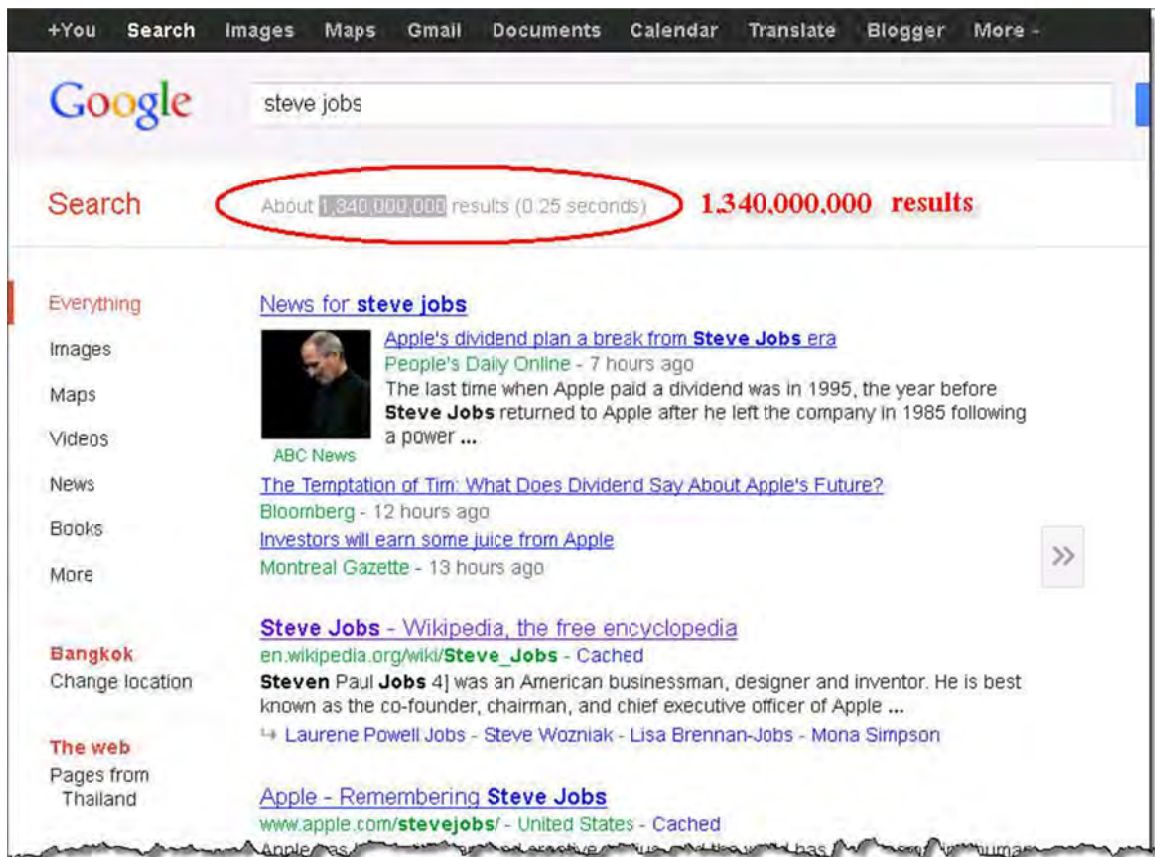 +You Search Images Maps Gmail Documents Calendar Translate Blogger More
Google
steve jobs
Search
About 1,340,000,000 results (0.25 seconds)
1,340,000,000 results
Everything
Images
Maps
Videos
News
Books
More
Bangkok
Change location
The web
Pages from
Thailand
News for steve jobs
Apple's dividend plan a break from Steve Jobs era
People's Daily Online - 7 hours ago
The last time when Apple paid a dividend was in 1995, the year before
Steve Jobs returned to Apple after he left the company in 1985 following
a power ...
ABC News
The Temptation of Tim: What Does Dividend Say About Apple's Future?
Bloomberg - 12 hours ago
Investors will earn some juice from Apple
Montreal Gazette - 13 hours ago
»
Steve Jobs - Wikipedia, the free encyclopedia
en.wikipedia.org/wiki/Steve_Jobs - Cached
Steven Paul Jobs 4] was an American businessman, designer and inventor. He is best
known as the co-founder, chairman, and chief executive officer of Apple ...
Laurene Powell Jobs - Steve Wozniak - Lisa Brennan-Jobs - Mona Simpson
Apple - Remembering Steve Jobs
www.apple.com/stevejobs/ - United States - Cached